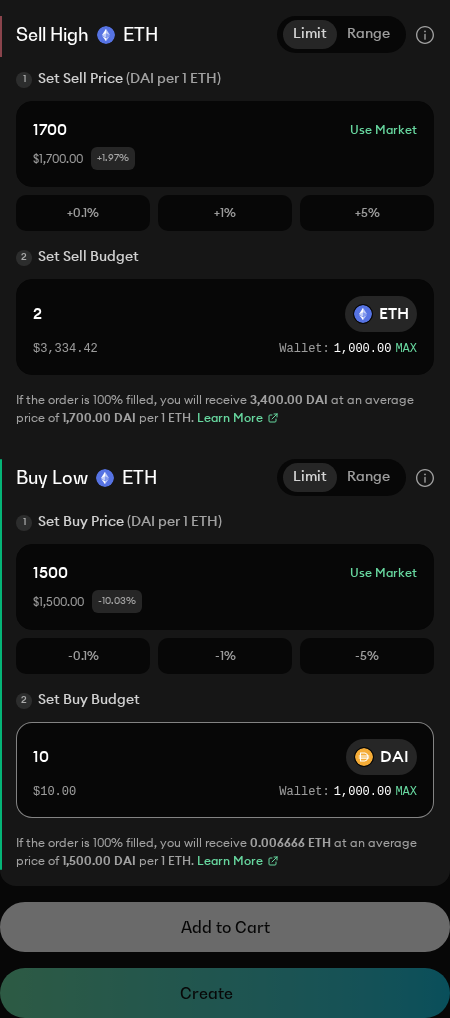 Sell High ETH Limit Range
1 Set Sell Price (DAI per 1 ETH)
1700 Use Market
$1,700.00 +1.97%
+0.1% +1% +5%
2 Set Sell Budget
2 ETH
$3,334.42 Wallet: 1,000.00 MAX
If the order is 100% filled, you will receive 3,400.00 DAI at an average
price of 1,700.00 DAI per 1 ETH. Learn More
Buy Low ETH Limit Range
1 Set Buy Price (DAI per 1 ETH)
1500 Use Market
$1,500.00 -10.03%
-0.1% -1% -5%
2 Set Buy Budget
10 DAI
$10.00 Wallet: 1,000.00 MAX
If the order is 100% filled, you will receive 0.006666 ETH at an average
price of 1,500.00 DAI per 1 ETH. Learn More
Add to Cart
Create